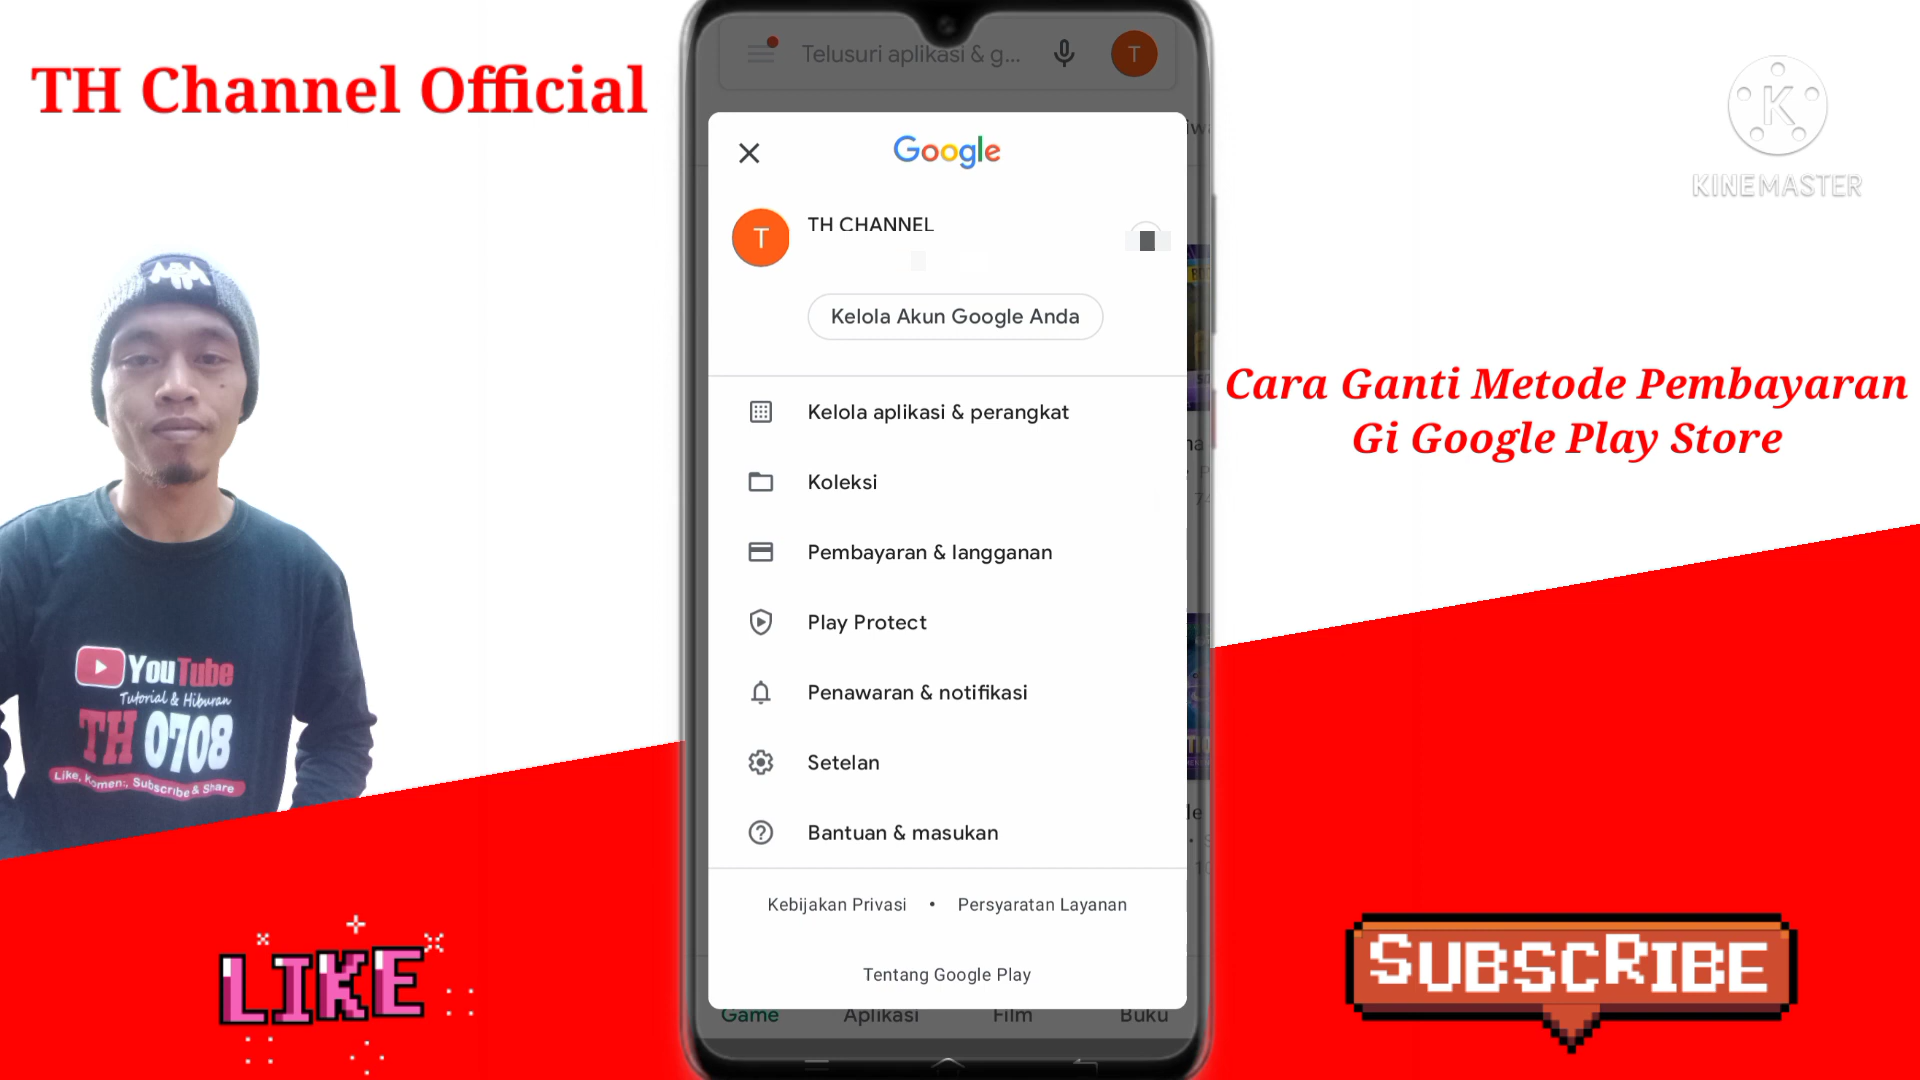 TH Channel Official
Telusuri aplikasi & g...
T
Google
T
TH CHANNEL
Kelola Akun Google Anda
Kelola aplikasi & perangkat
Koleksi
Pembayaran & langganan
Play Protect
Penawaran & notifikasi
Setelan
Bantuan & masukan
Kebijakan Privasi • Persyaratan Layanan
Tentang Google Play
Game Aplikasi Film Buku
K
KINEMASTER
Cara Ganti Metode Pembayaran
Gi Google Play Store
YouTube
Tutorial & Hiburan
TH 0708
Like, Komen:, Subscribe & Share
LIKE
SUBSCRIBE